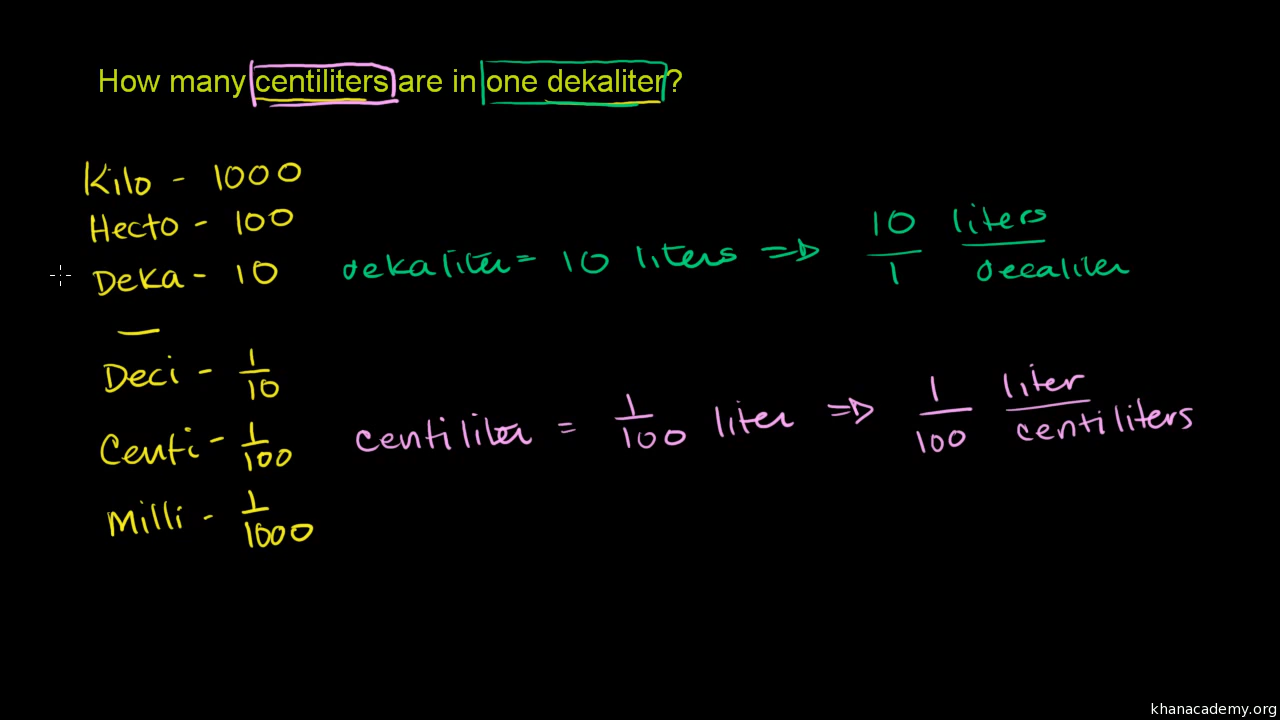 How many centiliters are in one dekaliter?
Kilo - 1000
Hecto - 100
Deka - 10
dekaliter = 10 liters ⇒ 10/1 liters/decaliter
Deci - 1/10
Centi - 1/100
centiliter = 1/100 liter ⇒ 1/100 liter/centiliters
Milli - 1/1000
khanacademy.org